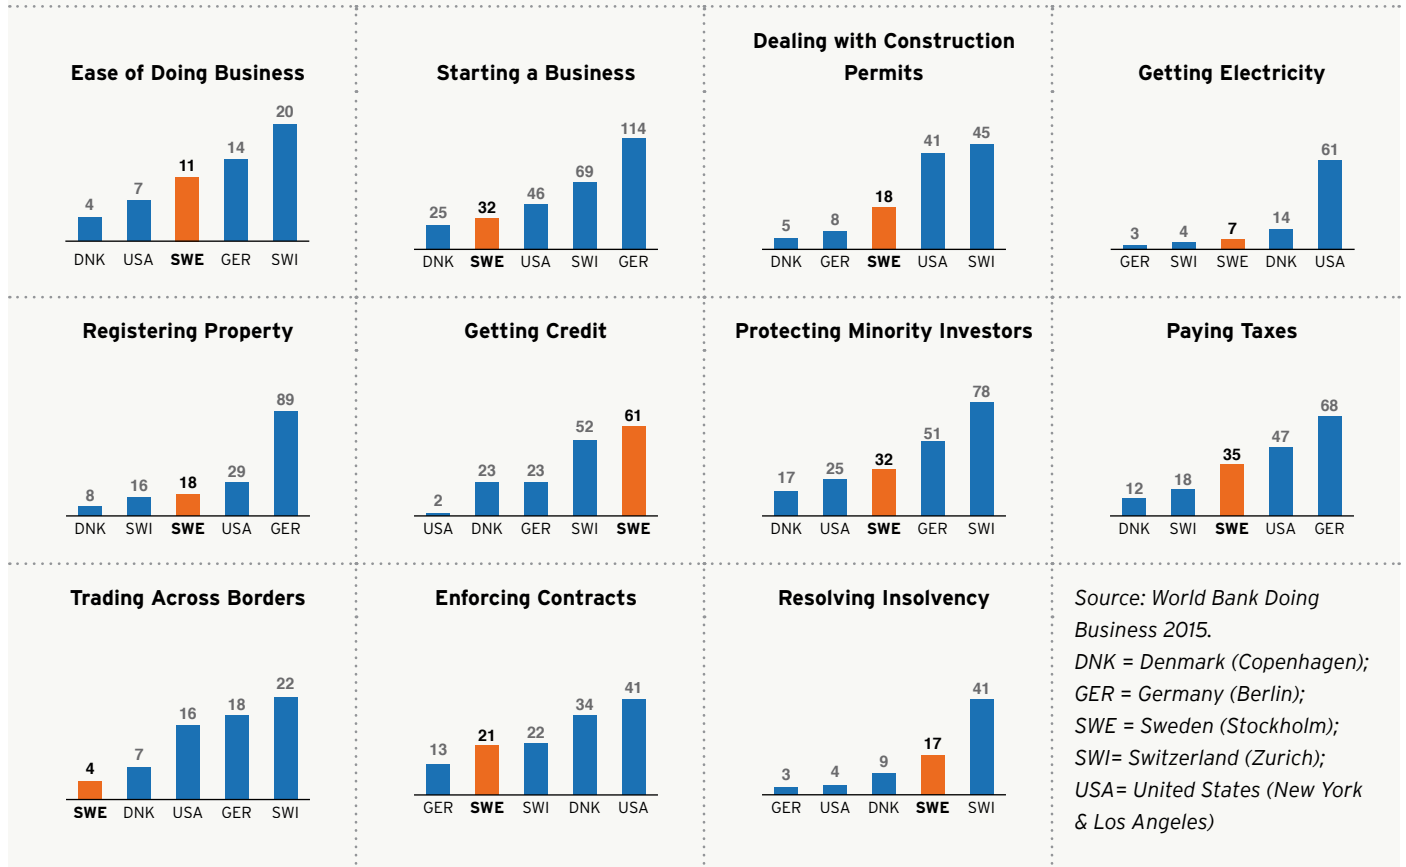 Ease of Doing Business
20
14
11
7
4
DNK USA SWE GER SWI
Starting a Business
114
69
46
32
25
DNK SWE USA SWI GER
Dealing with Construction
Permits
45
41
18
8
5
DNK GER SWE USA SWI
Getting Electricity
61
14
7
4
3
GER SWI SWE DNK USA
Registering Property
89
29
18
16
8
DNK SWI SWE USA GER
Getting Credit
61
52
23 23
2
USA DNK GER SWI SWE
Protecting Minority Investors
78
51
32
25
17
DNK USA SWE GER SWI
Paying Taxes
68
47
35
18
12
DNK SWI SWE USA GER
Trading Across Borders
22
18
16
7
4
SWE DNK USA GER SWI
Enforcing Contracts
41
34
22
21
13
GER SWE SWI DNK USA
Resolving Insolvency
41
17
9
4
3
GER USA DNK SWE SWI
Source: World Bank Doing
Business 2015.
DNK = Denmark (Copenhagen);
GER = Germany (Berlin);
SWE = Sweden (Stockholm);
SWI= Switzerland (Zurich);
USA= United States (New York
& Los Angeles)